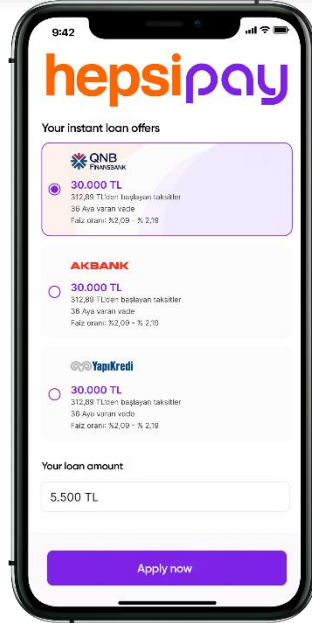 9:42
hepsipay
Your instant loan offers
QNB
FINANSBANK
30.000 TL
312,89 TL'den başlayan taksitler
36 Aya varan vade
Faiz oranı: %2,09 - % 2,19
AKBANK
30.000 TL
312,89 TL'den başlayan taksitler
36 Aya varan vade
Faiz oranı: %2,09 - % 2,19
YapıKredi
30.000 TL
312,89 TL'den başlayan taksitler
36 Aya varan vade
Faiz oranı: %2,09 - % 2,19
Your loan amount
5.500 TL
Apply now